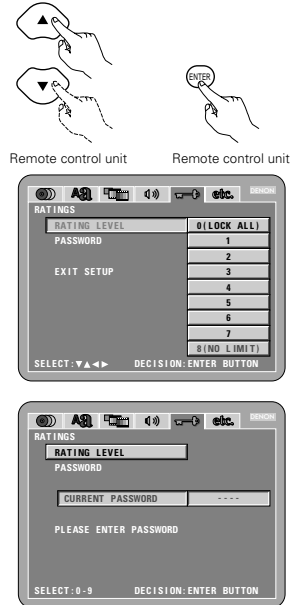 ENTER
Remote control unit Remote control unit
Aā etc. DENON
RATINGS
RATING LEVEL 0(LOCK ALL)
PASSWORD 1
2
EXIT SETUP 3
4
5
6
7
8(NO LIMIT)
SELECT:▼▲◄► DECISION:ENTER BUTTON
Aā etc. DENON
RATINGS
RATING LEVEL
PASSWORD
CURRENT PASSWORD ----
PLEASE ENTER PASSWORD
SELECT:0-9 DECISION:ENTER BUTTON